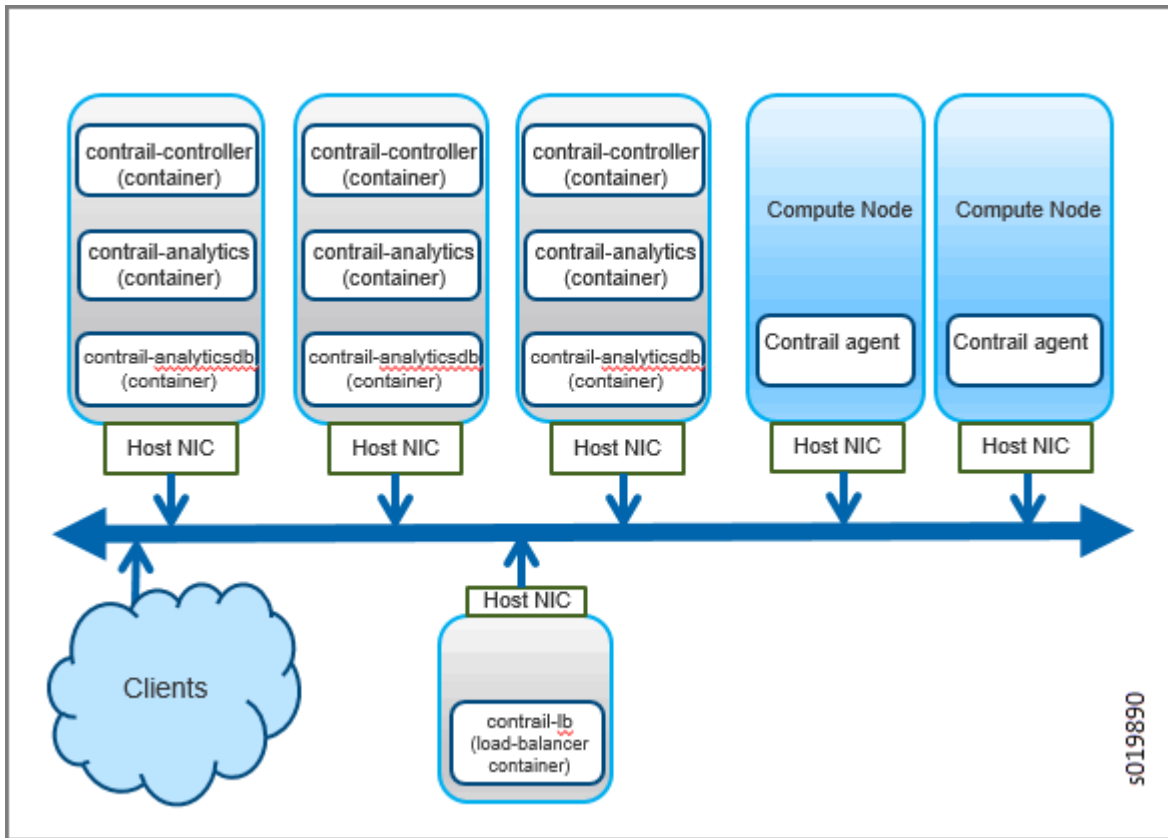 contrail-controller
(container)
contrail-analytics
(container)
contrail-analyticsdb
(container)
Host NIC
contrail-controller
(container)
contrail-analytics
(container)
contrail-analyticsdb
(container)
Host NIC
contrail-controller
(container)
contrail-analytics
(container)
contrail-analyticsdb
(container)
Host NIC
Compute Node
Contrail agent
Host NIC
Compute Node
Contrail agent
Host NIC
Clients
Host NIC
contrail-lb
(load-balancer
container)
s019890